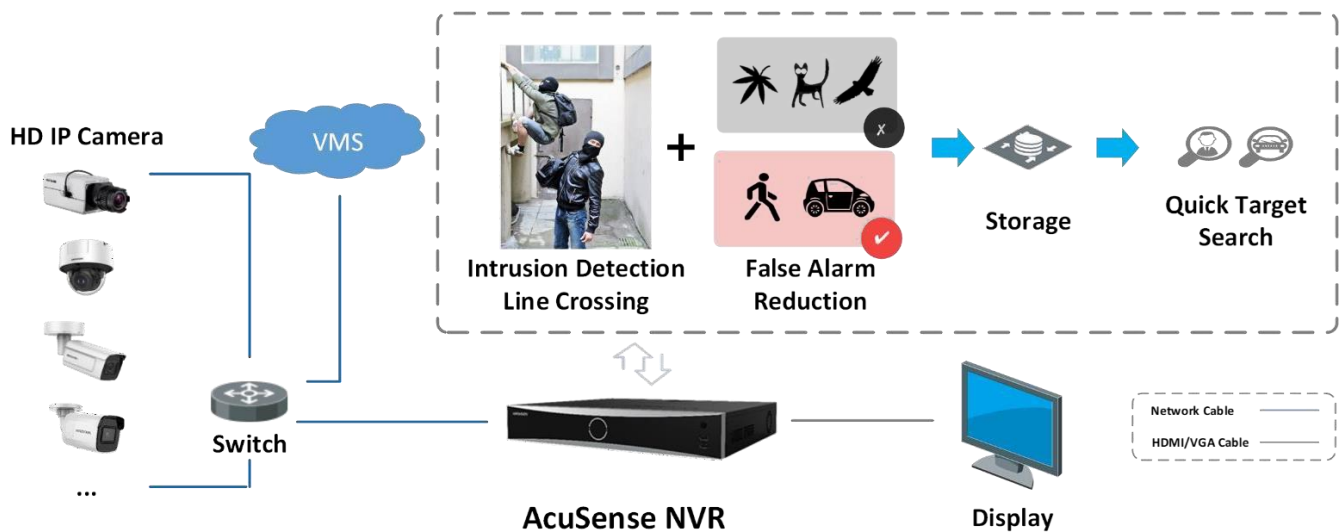 HD IP Camera
VMS
+
x
Intrusion Detection
Line Crossing
False Alarm
Reduction
Storage
Quick Target
Search
Switch
...
AcuSense NVR
Display
Network Cable
HDMI/VGA Cable